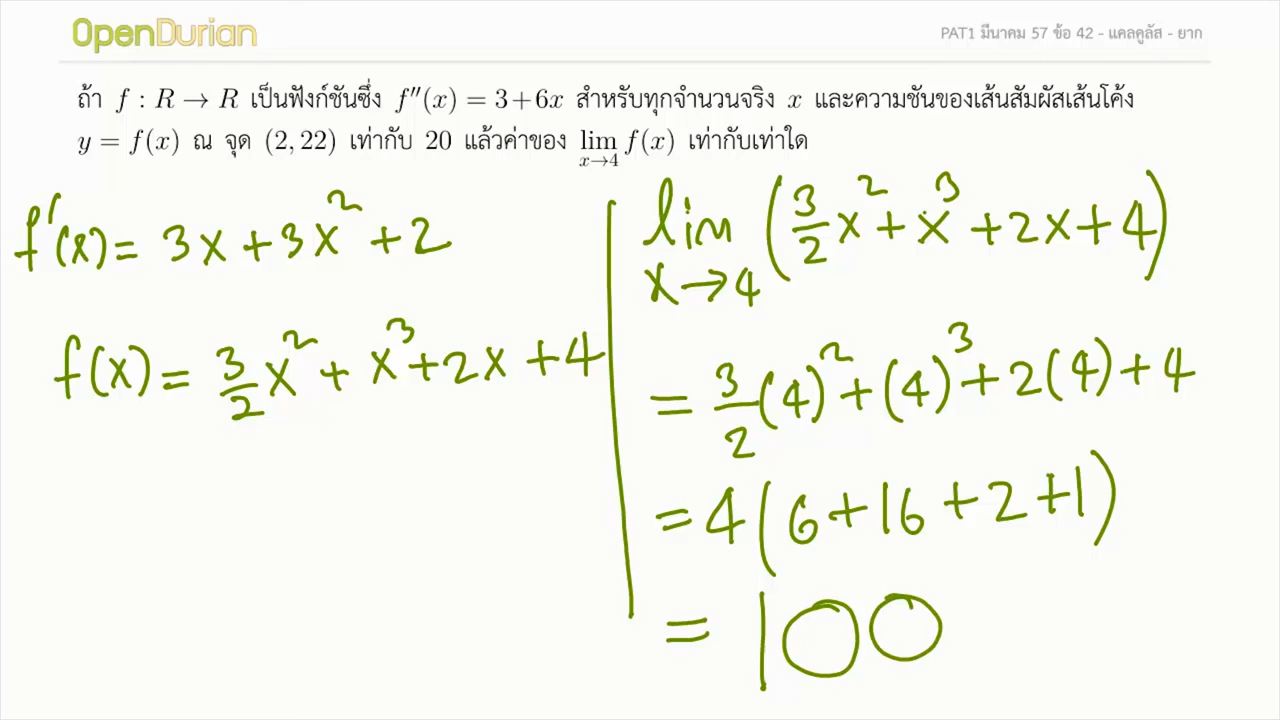 OpenDurian
PAT1 มีนาคม 57 ข้อ 42 - แคลคูลัส - ยาก
ถ้า f : R → R เป็นฟังก์ชันซึ่ง f''(x) = 3+6x สำหรับทุกจำนวนจริง x และความชันของเส้นสัมผัสเส้นโค้ง
y = f(x) ณ จุด (2, 22) เท่ากับ 20 แล้วค่าของ lim x→4 f(x) เท่ากับเท่าใด
f'(x) = 3x + 3x² + 2
f(x) = 3/2 x² + x³ + 2x + 4
lim x→4 (3/2 x² + x³ + 2x + 4)
= 3/2 (4)² + (4)³ + 2(4) + 4
= 4(6 + 16 + 2 + 1)
= 100